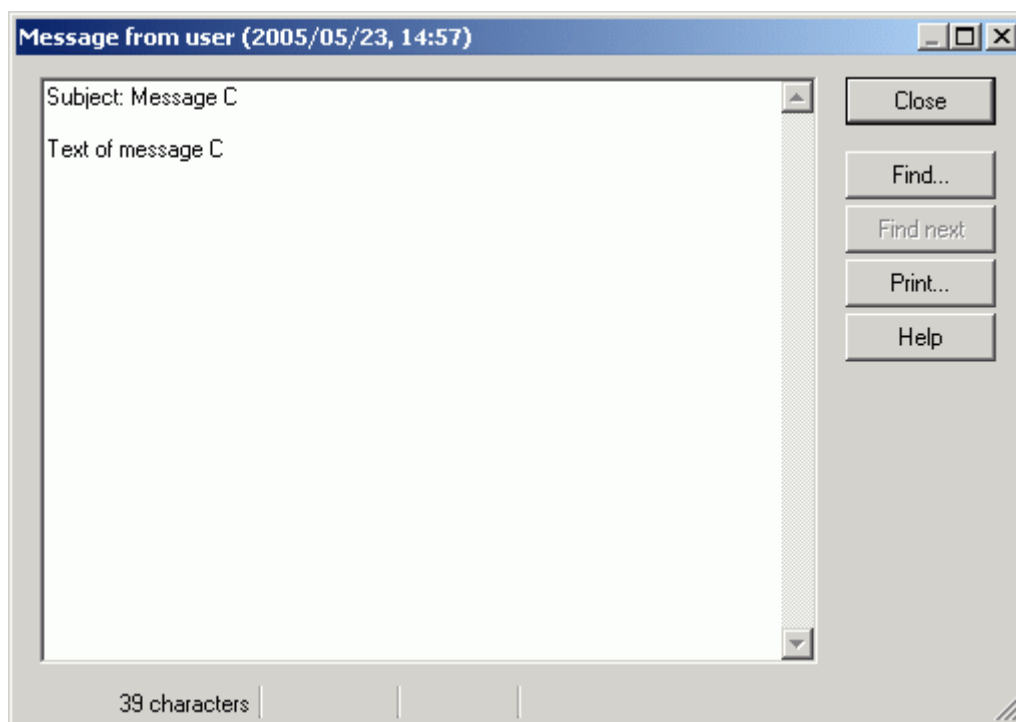 Message from user (2005/05/23, 14:57)
Subject: Message C
Text of message C
Close
Find...
Find next
Print...
Help
39 characters